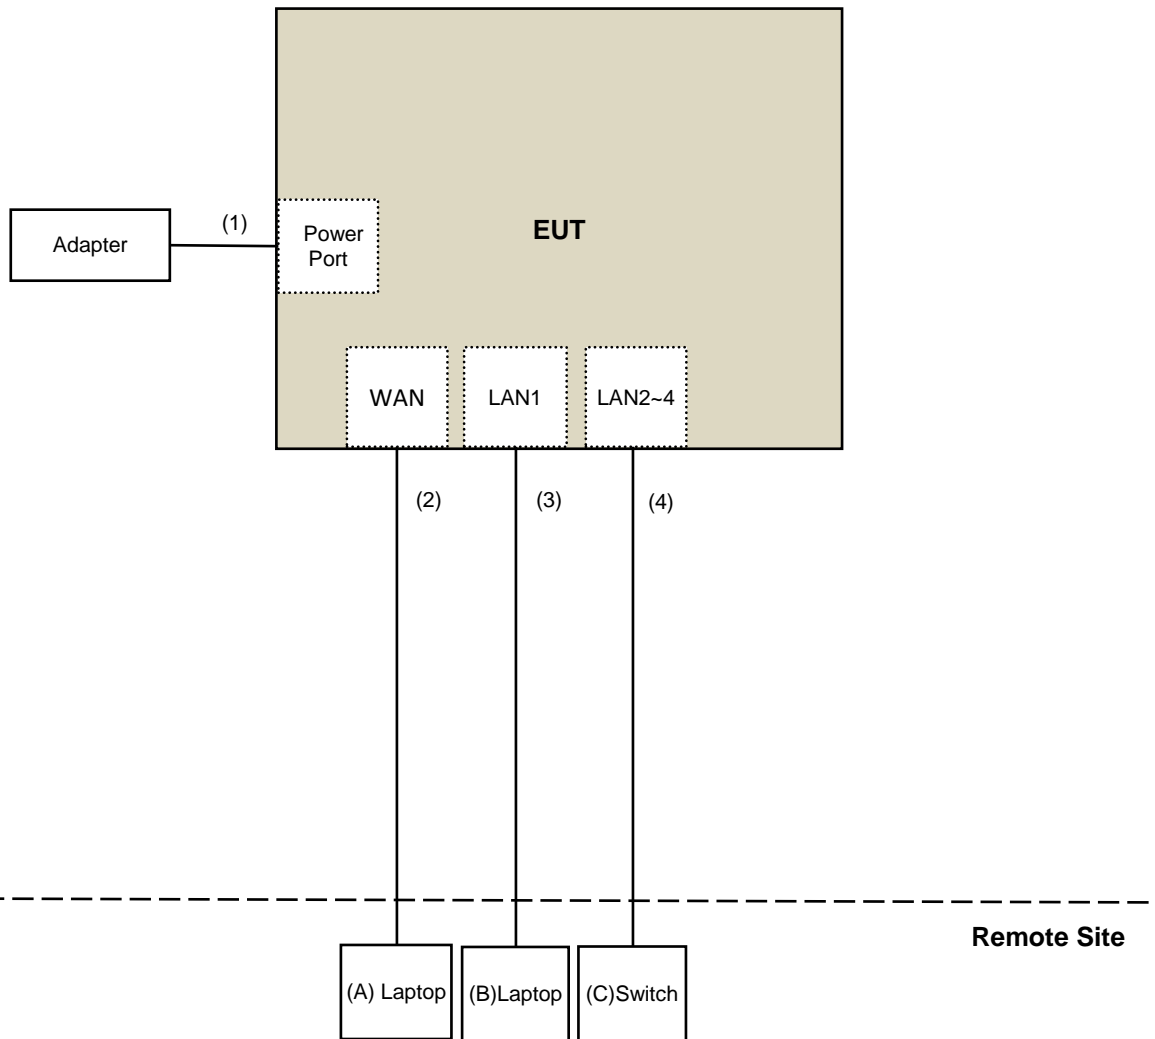 EUT
(1)
Adapter
Power
Port
WAN
LAN1
LAN2~4
(2)
(3)
(4)
Remote Site
(A) Laptop
(B)Laptop
(C)Switch